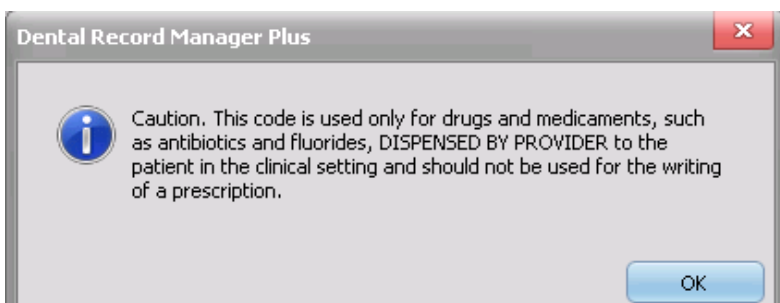 Dental Record Manager Plus
Caution. This code is used only for drugs and medicaments, such
as antibiotics and fluorides, DISPENSED BY PROVIDER to the
patient in the clinical setting and should not be used for the writing
of a prescription.
OK